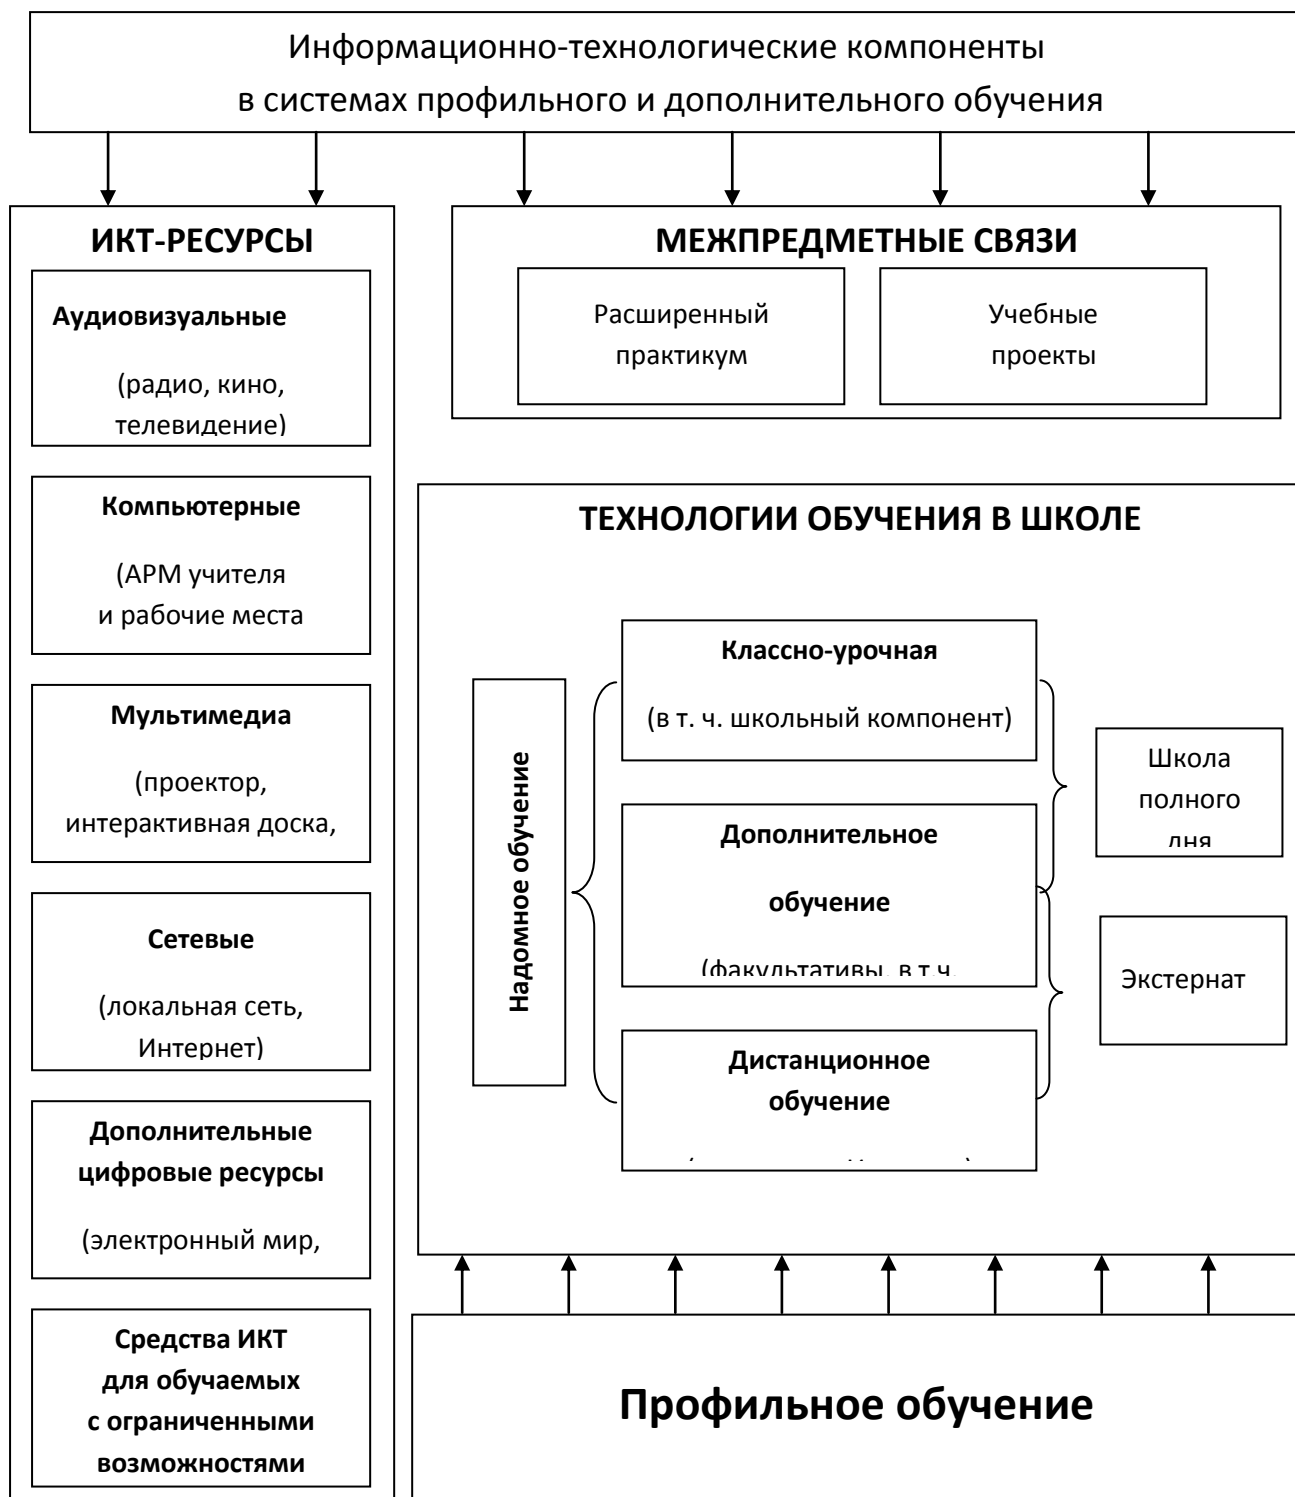 Информационно-технологические компоненты
в системах профильного и дополнительного обучения
ИКТ-РЕСУРСЫ
Аудиовизуальные
(радио, кино,
телевидение)
Компьютерные
(АРМ учителя
и рабочие места
Мультимедиа
(проектор,
интерактивная доска,
Сетевые
(локальная сеть,
Интернет)
Дополнительные
цифровые ресурсы
(электронный мир,
Средства ИКТ
для обучаемых
с ограниченными
возможностями
МЕЖПРЕДМЕТНЫЕ СВЯЗИ
Расширенный
практикум
Учебные
проекты
ТЕХНОЛОГИИ ОБУЧЕНИЯ В ШКОЛЕ
Надомное обучение
Классно-урочная
(в т. ч. школьный компонент)
Дополнительное
обучение
(факультативы, в т.ч.
Дистанционное
обучение
Школа
полного
дня
Экстернат
Профильное обучение